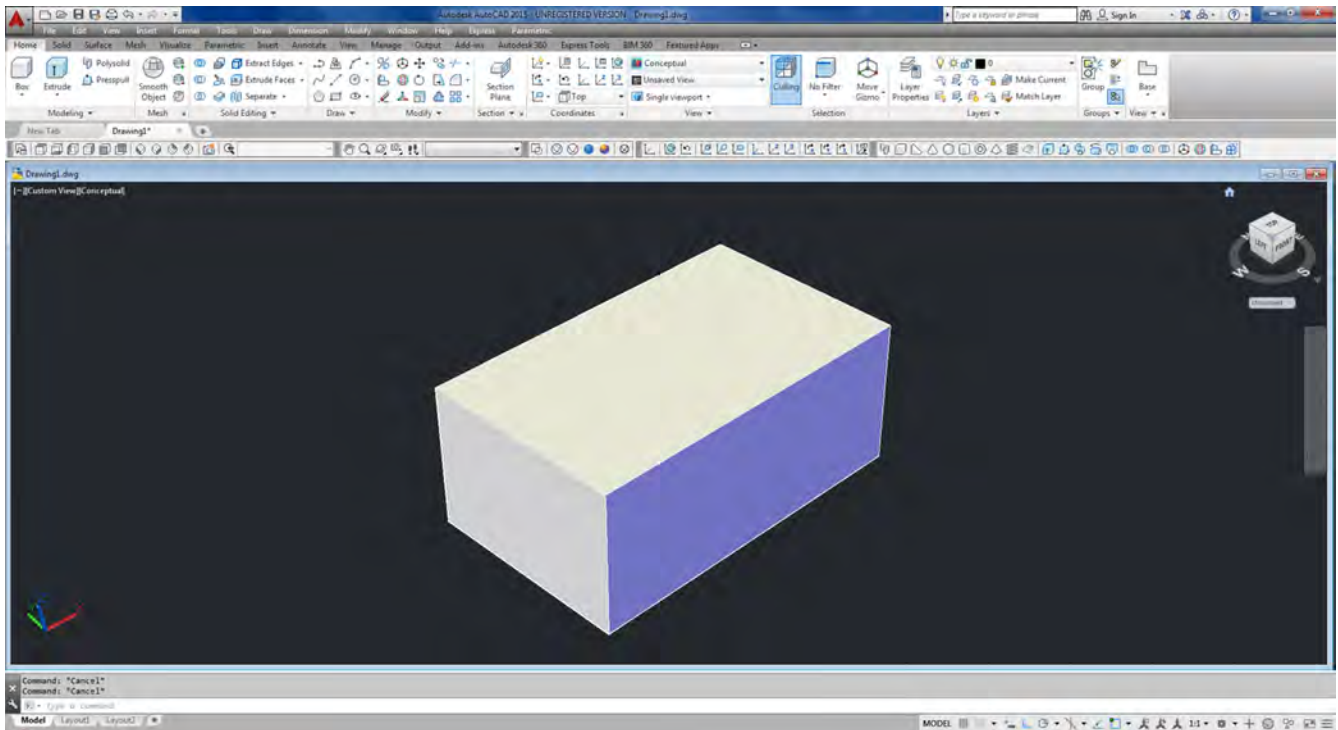 Autodesk AutoCAD 2015 - UNREGISTERED VERSION Drawing1.dwg
Type a keyword or phrase
Sign In
File Edit View Insert Format Tools Draw Dimension Modify Window Help Express Parametric
Home Solid Surface Mesh Visualize Parametric Insert Annotate View Manage Output Add-ins Autodesk 360 Express Tools BIM 360 Featured Apps
Box
Extrude
Polysolid
Presspull
Smooth
Object
Extract Edges
Extrude Faces
Separate
Section
Plane
Top
Conceptual
Unsaved View
Single viewport
Culling
No Filter
Move
Gizmo
Layer
Properties
0
Make Current
Match Layer
Group
Base
Modeling Mesh Solid Editing Draw Modify Section Coordinates View Selection Layers Groups View
New Tab Drawing1*
Drawing1.dwg
[-][Custom View][Conceptual]
TOP
LEFT FRONT
W S E
Unnamed
Command: *Cancel*
Command: *Cancel*
Type a command
Model Layout1 Layout2
MODEL 1:1